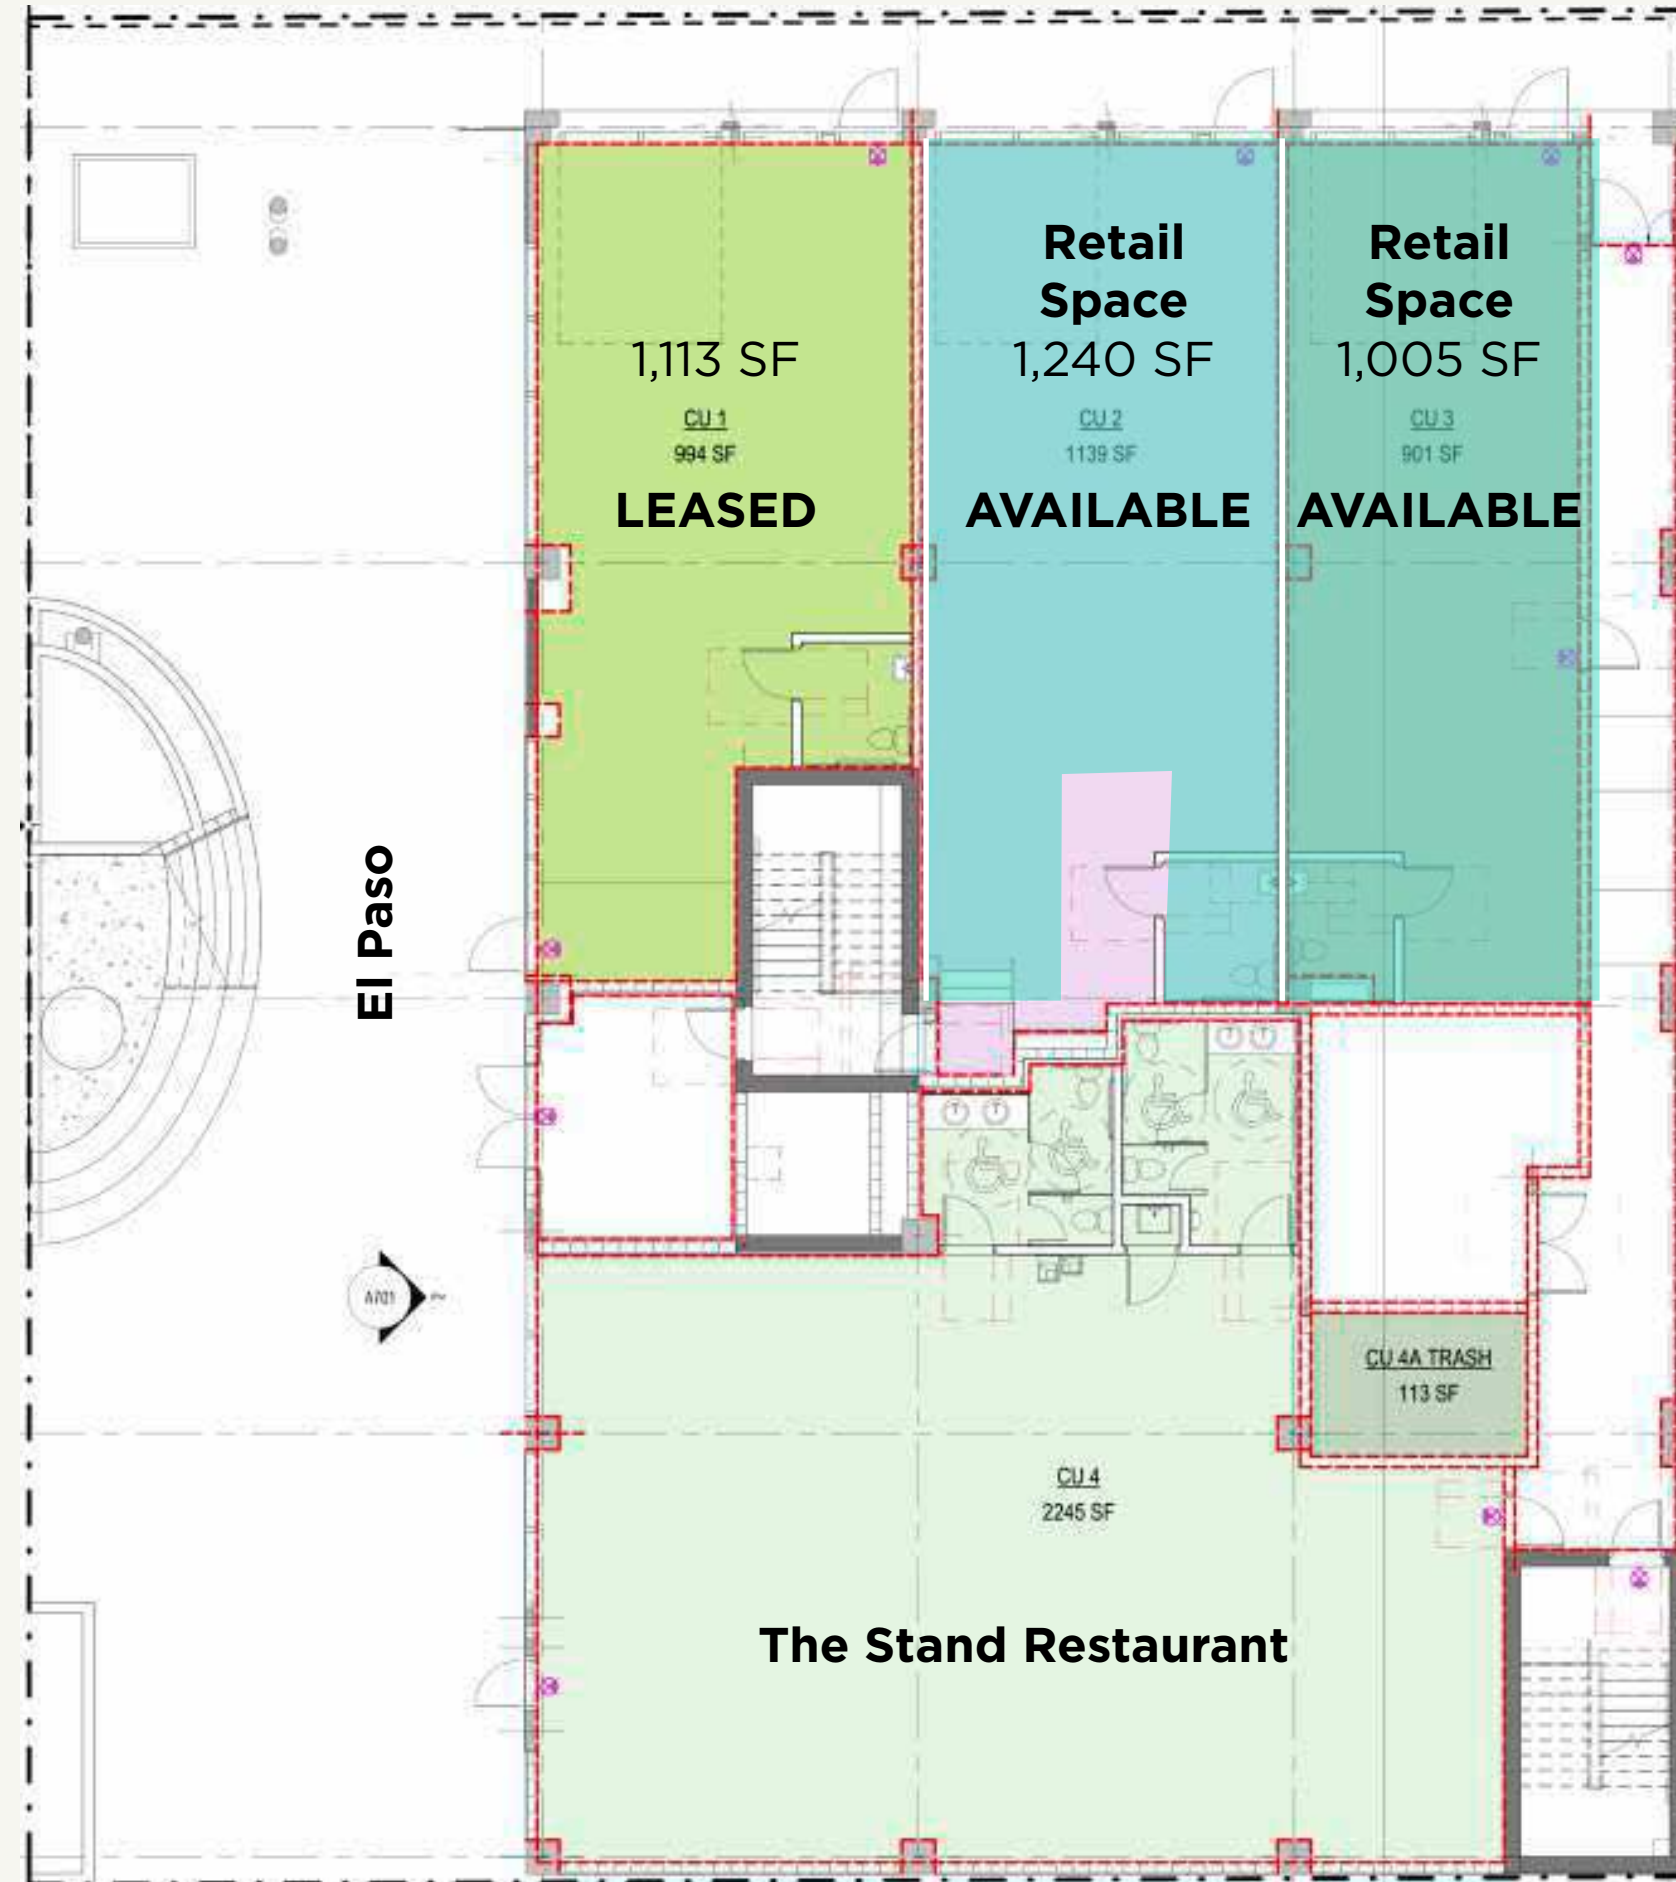 1,113 SF
CU 1
994 SF
LEASED
Retail
Space
1,240 SF
CU 2
1139 SF
AVAILABLE
Retail
Space
1,005 SF
CU 3
901 SF
AVAILABLE
El Paso
A701
CU 4A TRASH
113 SF
CU 4
2245 SF
The Stand Restaurant